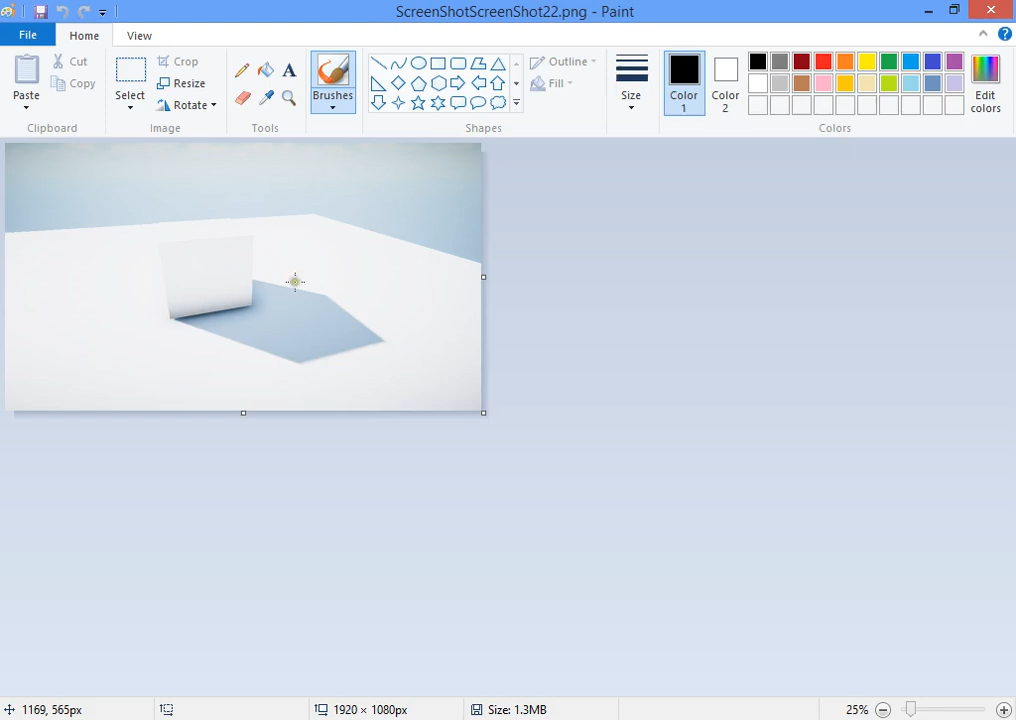 ScreenShotScreenShot22.png - Paint
File Home View
Paste Cut Copy
Select Crop Resize Rotate
A
Brushes
Outline Fill
Size
Color 1
Color 2
Edit colors
Clipboard Image Tools Shapes Colors
1169, 565px 1920 × 1080px Size: 1.3MB 25%